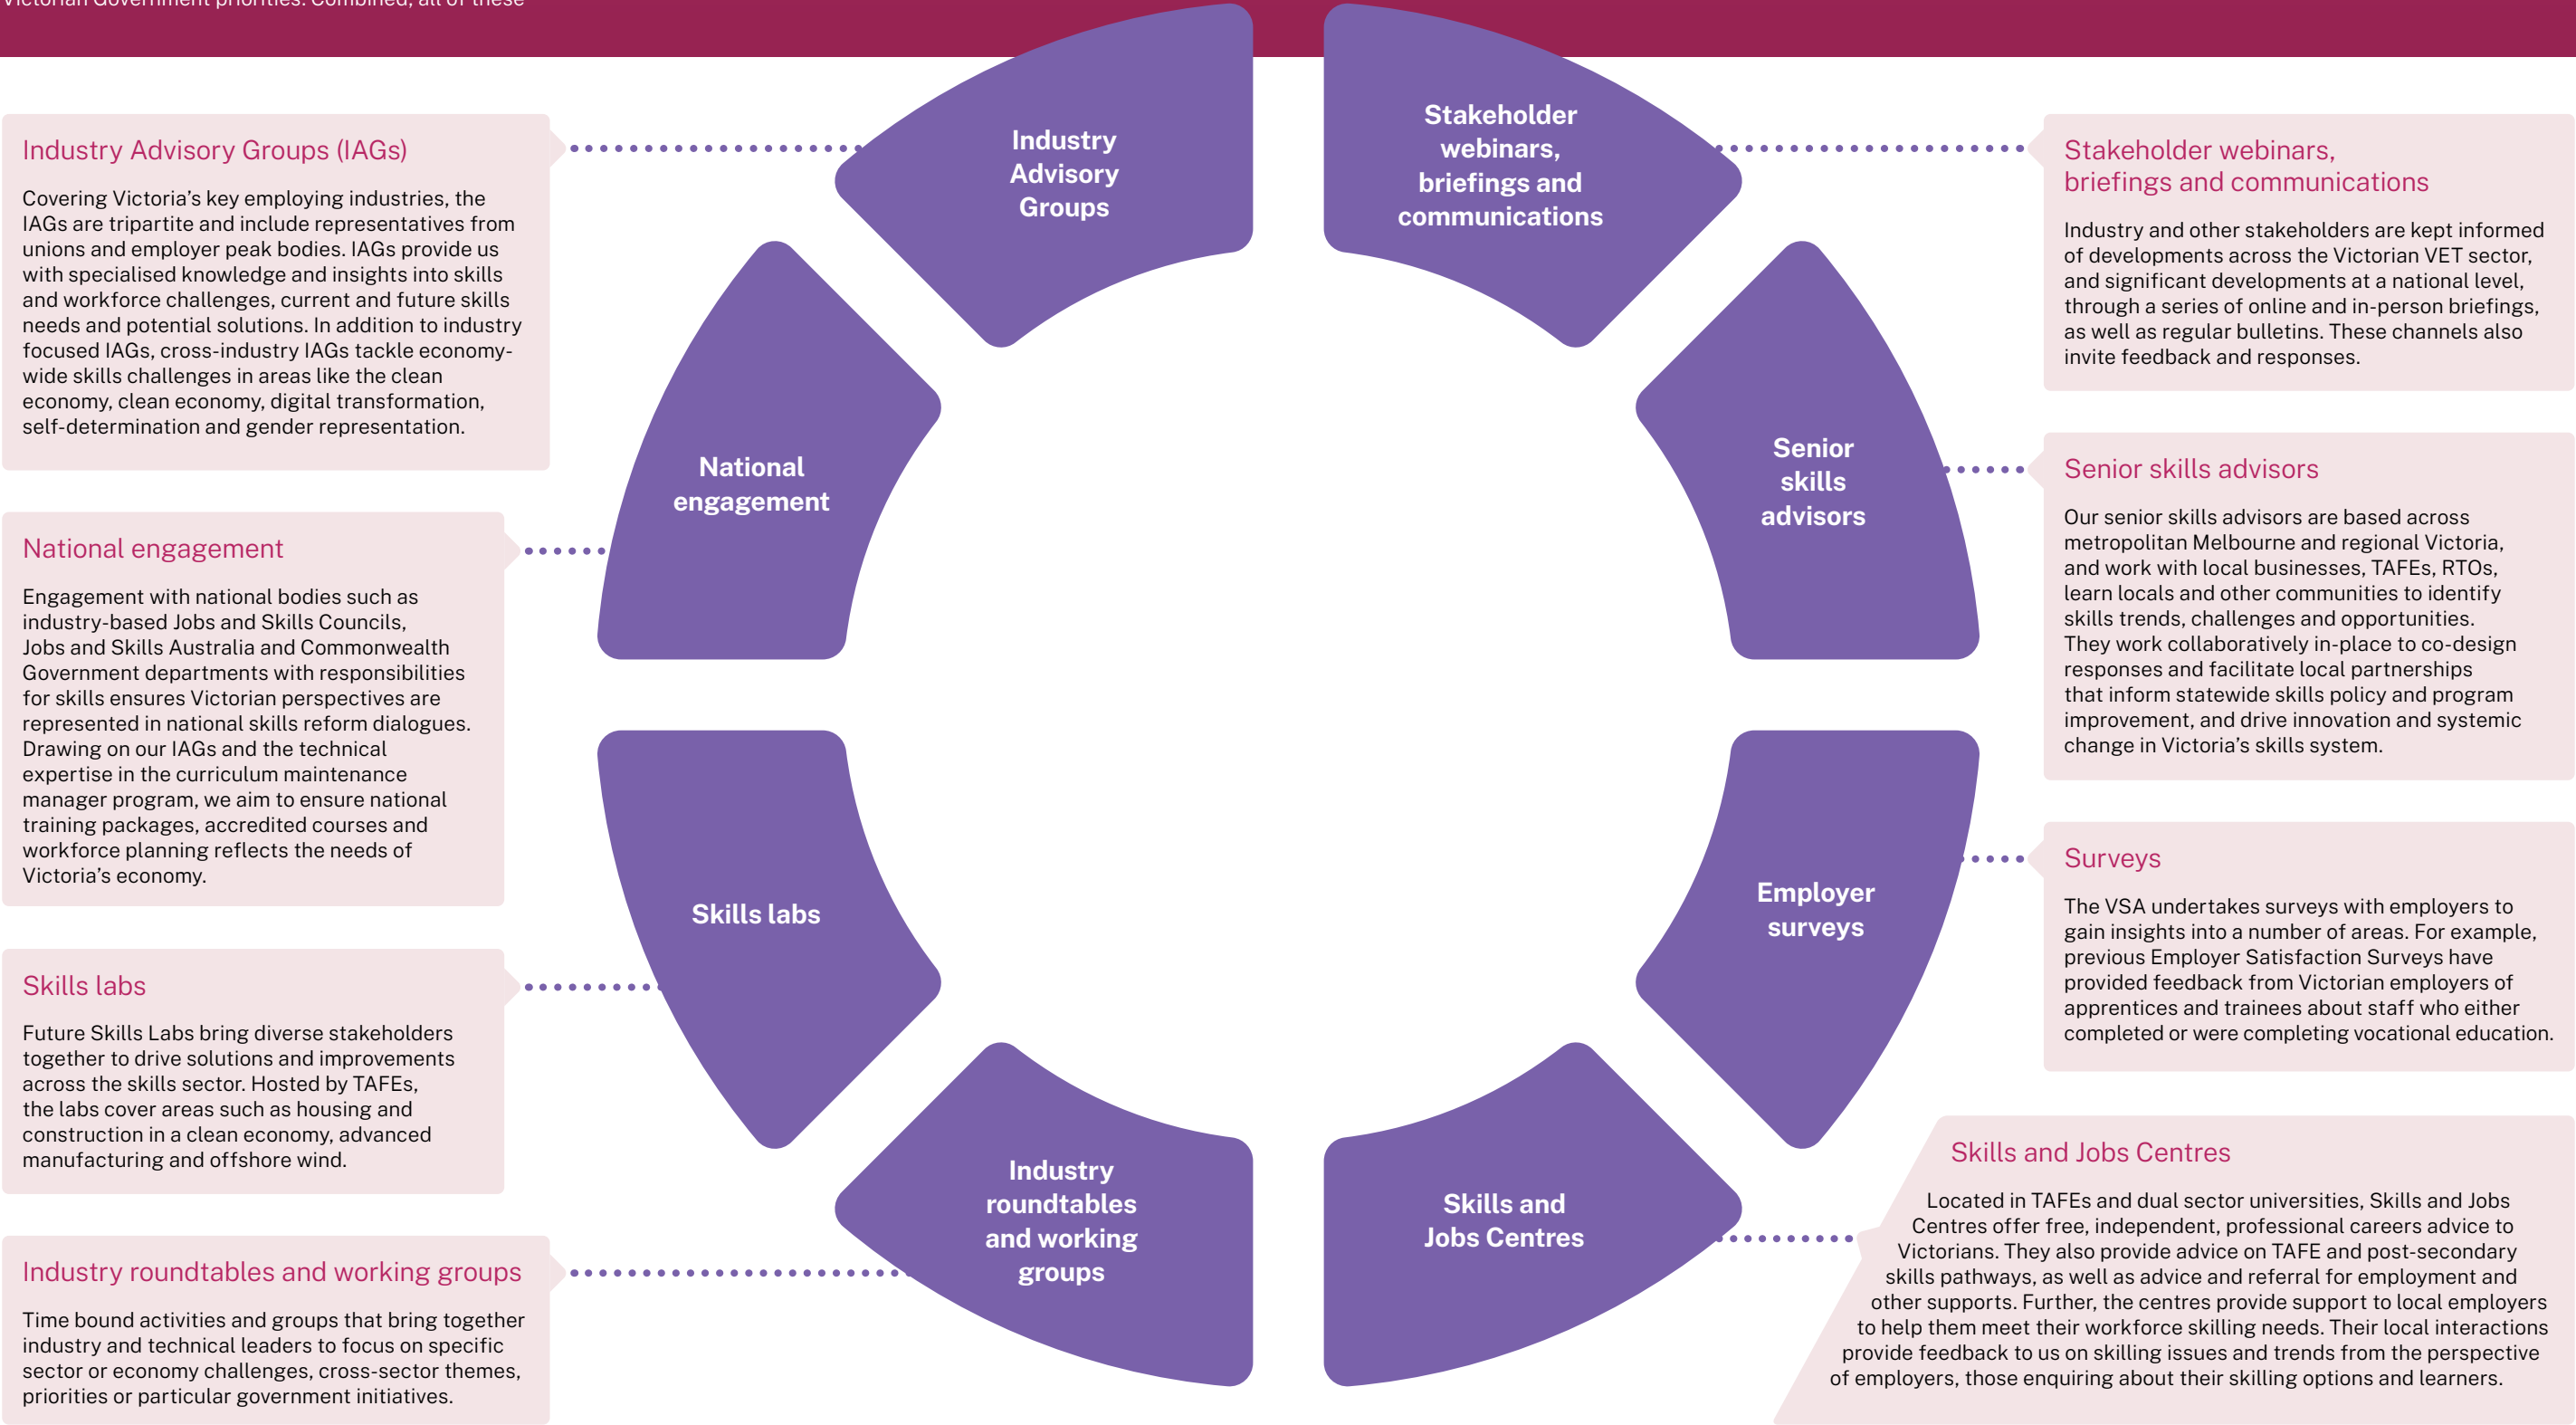 Victorian Government priorities. Combined, all of these
Industry Advisory Groups (IAGs)
Covering Victoria’s key employing industries, the
IAGs are tripartite and include representatives from
unions and employer peak bodies. IAGs provide us
with specialised knowledge and insights into skills
and workforce challenges, current and future skills
needs and potential solutions. In addition to industry
focused IAGs, cross-industry IAGs tackle economy-
wide skills challenges in areas like the clean
economy, clean economy, digital transformation,
self-determination and gender representation.
National engagement
Engagement with national bodies such as
industry-based Jobs and Skills Councils,
Jobs and Skills Australia and Commonwealth
Government departments with responsibilities
for skills ensures Victorian perspectives are
represented in national skills reform dialogues.
Drawing on our IAGs and the technical
expertise in the curriculum maintenance
manager program, we aim to ensure national
training packages, accredited courses and
workforce planning reflects the needs of
Victoria’s economy.
Skills labs
Future Skills Labs bring diverse stakeholders
together to drive solutions and improvements
across the skills sector. Hosted by TAFEs,
the labs cover areas such as housing and
construction in a clean economy, advanced
manufacturing and offshore wind.
Industry roundtables and working groups
Time bound activities and groups that bring together
industry and technical leaders to focus on specific
sector or economy challenges, cross-sector themes,
priorities or particular government initiatives.
Industry
Advisory
Groups
Stakeholder
webinars,
briefings and
communications
National
engagement
Senior
skills
advisors
Skills labs
Employer
surveys
Industry
roundtables
and working
groups
Skills and
Jobs Centres
Stakeholder webinars,
briefings and communications
Industry and other stakeholders are kept informed
of developments across the Victorian VET sector,
and significant developments at a national level,
through a series of online and in-person briefings,
as well as regular bulletins. These channels also
invite feedback and responses.
Senior skills advisors
Our senior skills advisors are based across
metropolitan Melbourne and regional Victoria,
and work with local businesses, TAFEs, RTOs,
learn locals and other communities to identify
skills trends, challenges and opportunities.
They work collaboratively in-place to co-design
responses and facilitate local partnerships
that inform statewide skills policy and program
improvement, and drive innovation and systemic
change in Victoria’s skills system.
Surveys
The VSA undertakes surveys with employers to
gain insights into a number of areas. For example,
previous Employer Satisfaction Surveys have
provided feedback from Victorian employers of
apprentices and trainees about staff who either
completed or were completing vocational education.
Skills and Jobs Centres
Located in TAFEs and dual sector universities, Skills and Jobs
Centres offer free, independent, professional careers advice to
Victorians. They also provide advice on TAFE and post-secondary
skills pathways, as well as advice and referral for employment and
other supports. Further, the centres provide support to local employers
to help them meet their workforce skilling needs. Their local interactions
provide feedback to us on skilling issues and trends from the perspective
of employers, those enquiring about their skilling options and learners.